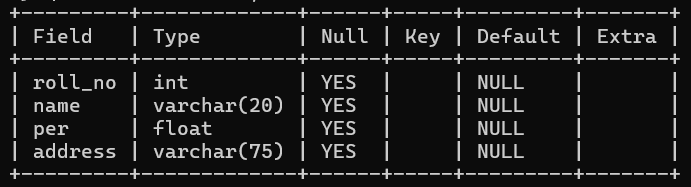 +---------+-------------+------+-----+---------+-------+
| Field   | Type        | Null | Key | Default | Extra |
+---------+-------------+------+-----+---------+-------+
| roll_no | int         | YES  |     | NULL    |       |
| name    | varchar(20) | YES  |     | NULL    |       |
| per     | float       | YES  |     | NULL    |       |
| address | varchar(75) | YES  |     | NULL    |       |
+---------+-------------+------+-----+---------+-------+